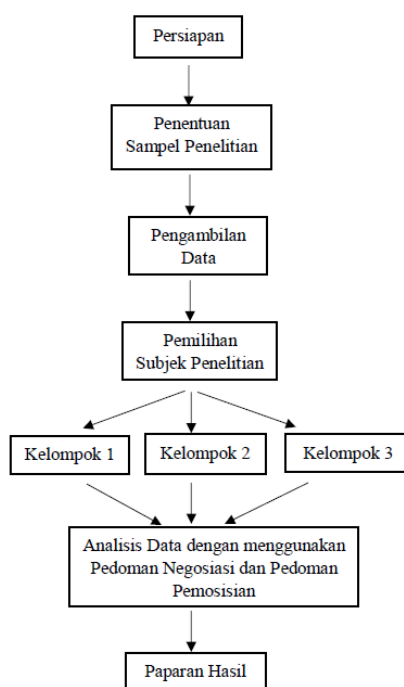 Persiapan
Penentuan
Sampel Penelitian
Pengambilan
Data
Pemilihan
Subjek Penelitian
Kelompok 1
Kelompok 2
Kelompok 3
Analisis Data dengan menggunakan
Pedoman Negosiasi dan Pedoman
Pemosisian
Paparan Hasil